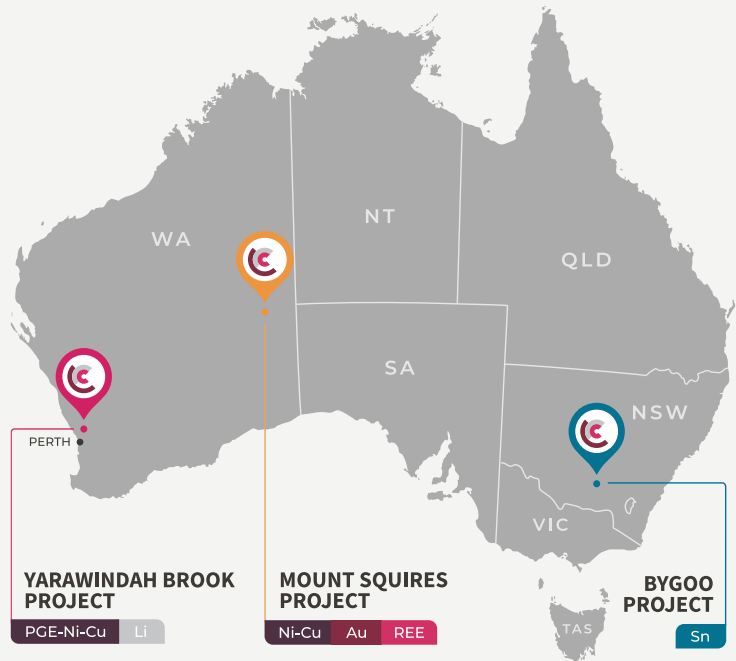 NT
WA
QLD
SA
NSW
PERTH
VIC
YARAWINDAH BROOK
PROJECT
PGE-Ni-Cu Li
MOUNT SQUIRES
PROJECT
Ni-Cu Au REE
BYGOO
PROJECT
Sn
TAS